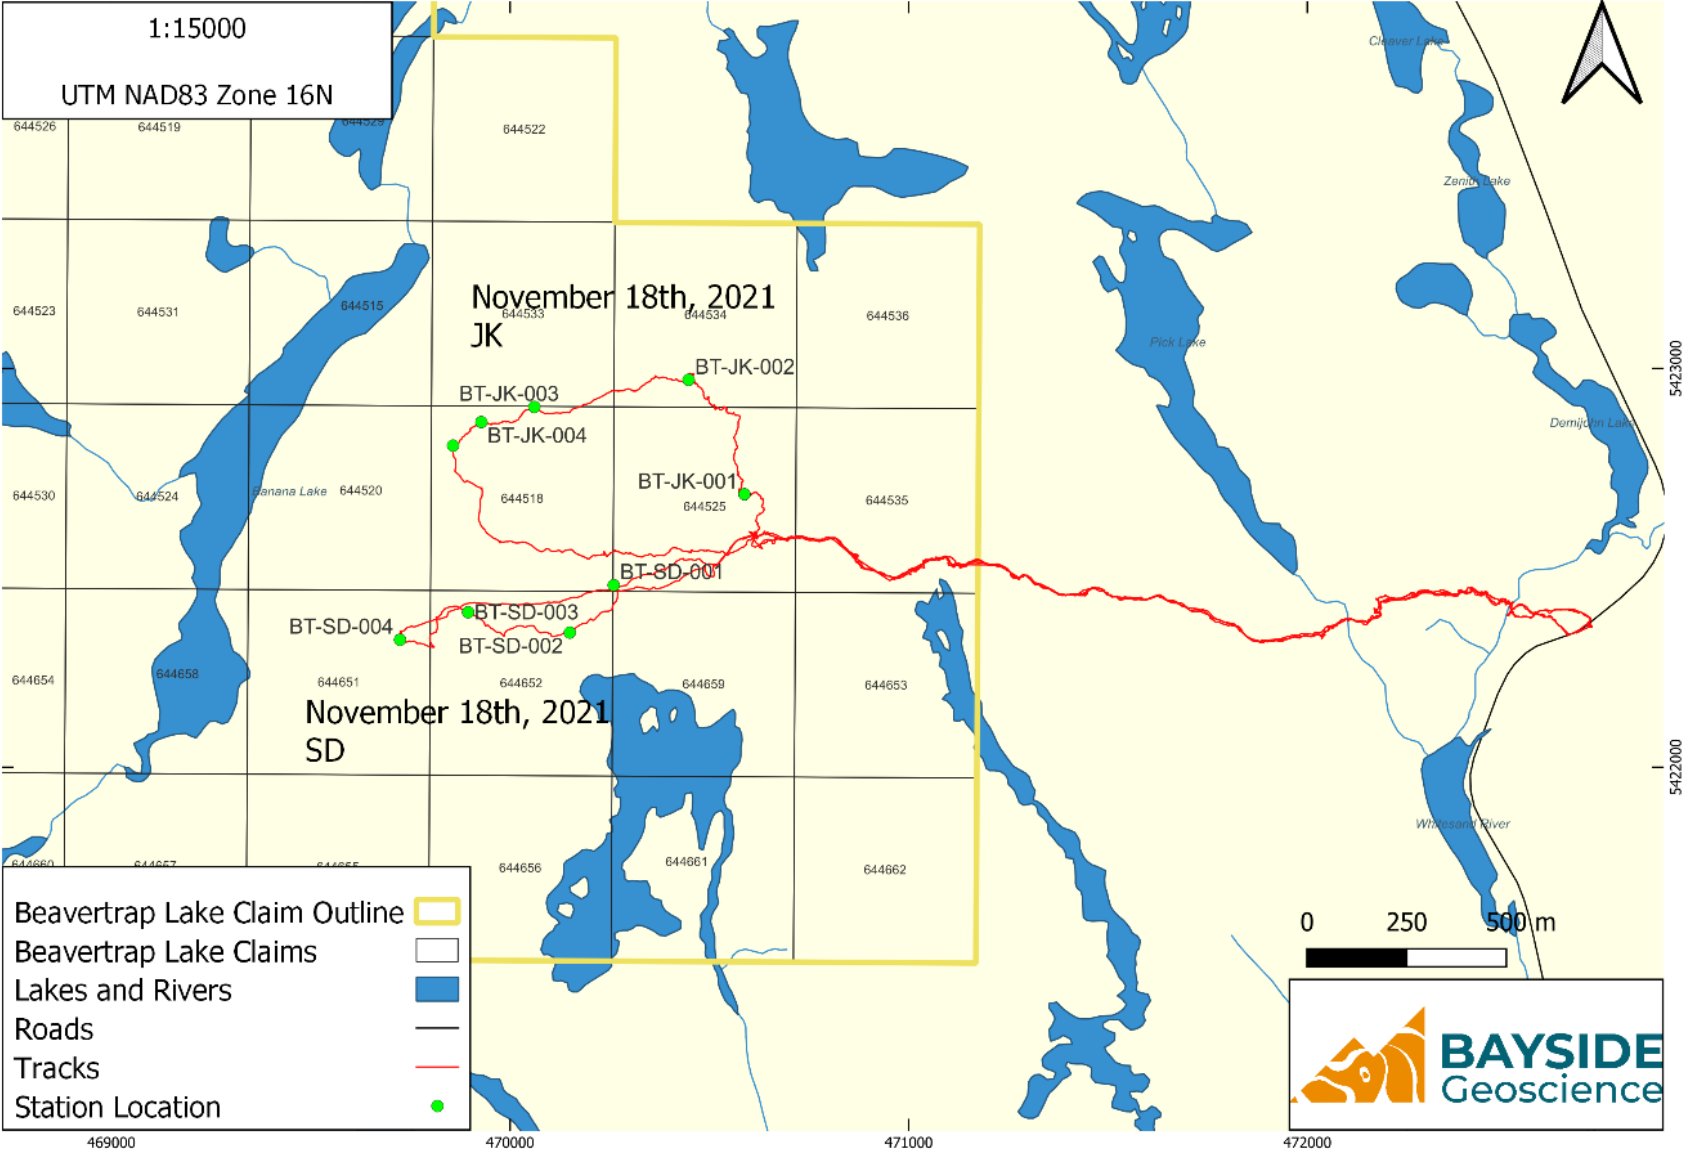 1:15000
UTM NAD83 Zone 16N
Cleaver Lake
644526
644519
644529
644522
Zenith Lake
November 18th, 2021
JK
644523
644531
644515
644533
644534
644536
Pick Lake
5423000
BT-JK-002
BT-JK-003
BT-JK-004
Demijohn Lake
BT-JK-001
644530
644524
Banana Lake
644520
644518
644525
644535
BT-SD-001
BT-SD-003
BT-SD-004
BT-SD-002
644654
644658
644651
644652
644659
644653
November 18th, 2021
SD
5422000
Whitesand River
644660
644657
644655
644656
644661
644662
Beavertrap Lake Claim Outline
Beavertrap Lake Claims
Lakes and Rivers
Roads
Tracks
Station Location
0 250 500 m
BAYSIDE
Geoscience
469000 470000 471000 472000